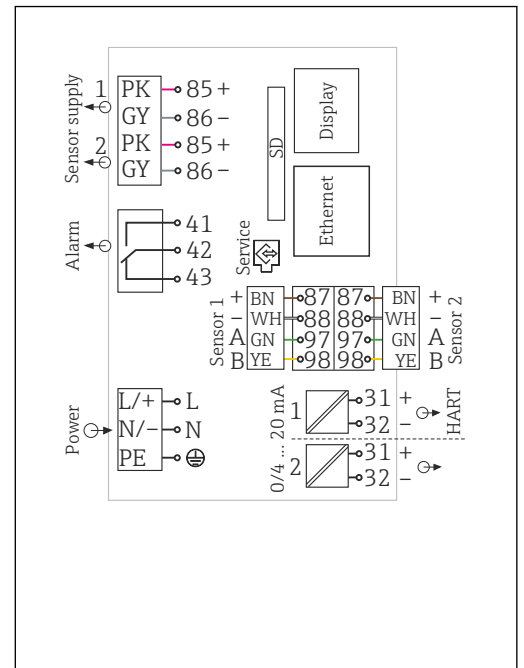 Sensor supply
1 PK 85 +
GY 86 –
2 PK 85 +
GY 86 –
Display
SD
Ethernet
Alarm
41
42
43
Service
Sensor 1
+ BN 87 87 BN +
– WH 88 88 WH –
A GN 97 97 GN A
B YE 98 98 YE B
Sensor 2
Power
L/+ L
N/– N
PE
0/4 ... 20 mA
1 31 +
32 –
HART
2 31 +
32 –